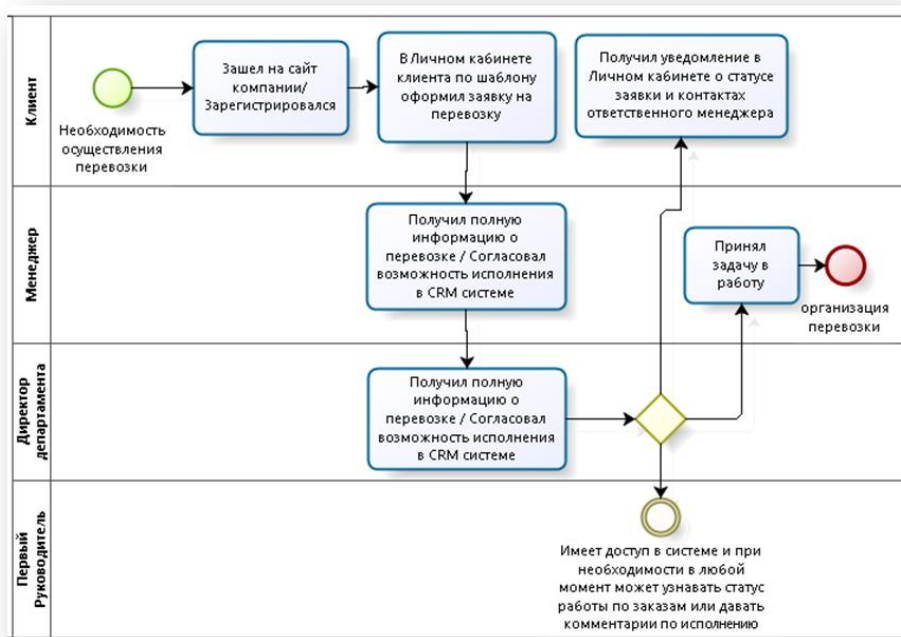 Клиент
Необходимость
осуществления
перевозки
Зашел на сайт
компании/
Зарегистрировался
В Личном кабинете
клиента по шаблону
оформил заявку на
перевозку
Получил уведомление в
Личном кабинете о статусе
заявки и контактах
ответственного менеджера
Менеджер
Получил полную
информацию о
перевозке / Согласовал
возможность исполнения
в CRM системе
Принял
задачу в
работу
организация
перевозки
Директор
департамента
Получил полную
информацию о
перевозке / Согласовал
возможность исполнения
в CRM системе
Первый
Руководитель
Имеет доступ в системе и при
необходимости в любой
момент может узнавать статус
работы по заказам или давать
комментарии по исполнению